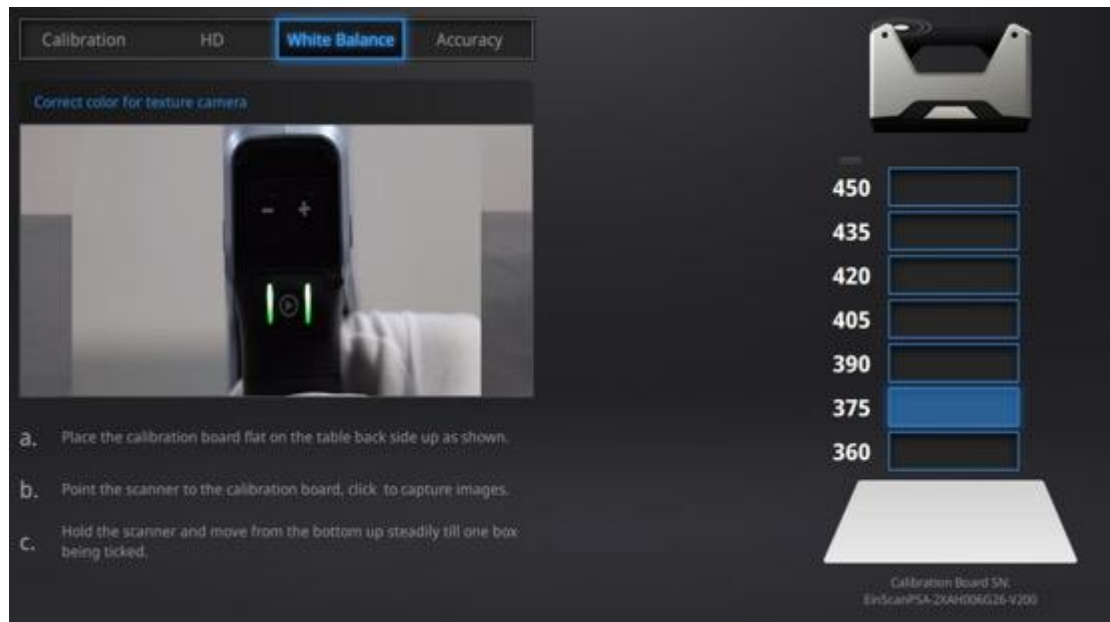 Calibration HD White Balance Accuracy
Correct color for texture camera
- +
a. Place the calibration board flat on the table back side up as shown.
b. Point the scanner to the calibration board, click to capture images.
c. Hold the scanner and move from the bottom up steadily till one box
being ticked.
450
435
420
405
390
375
360
Calibration Board SN:
EinScanPSA-2XAH006G26-V200